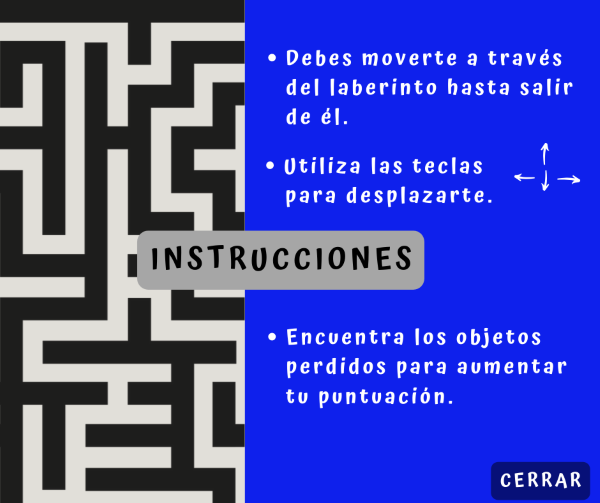 • Debes moverte a través
del laberinto hasta salir
de él.
• Utiliza las teclas
para desplazarte.
INSTRUCCIONES
• Encuentra los objetos
perdidos para aumentar
tu puntuación.
CERRAR